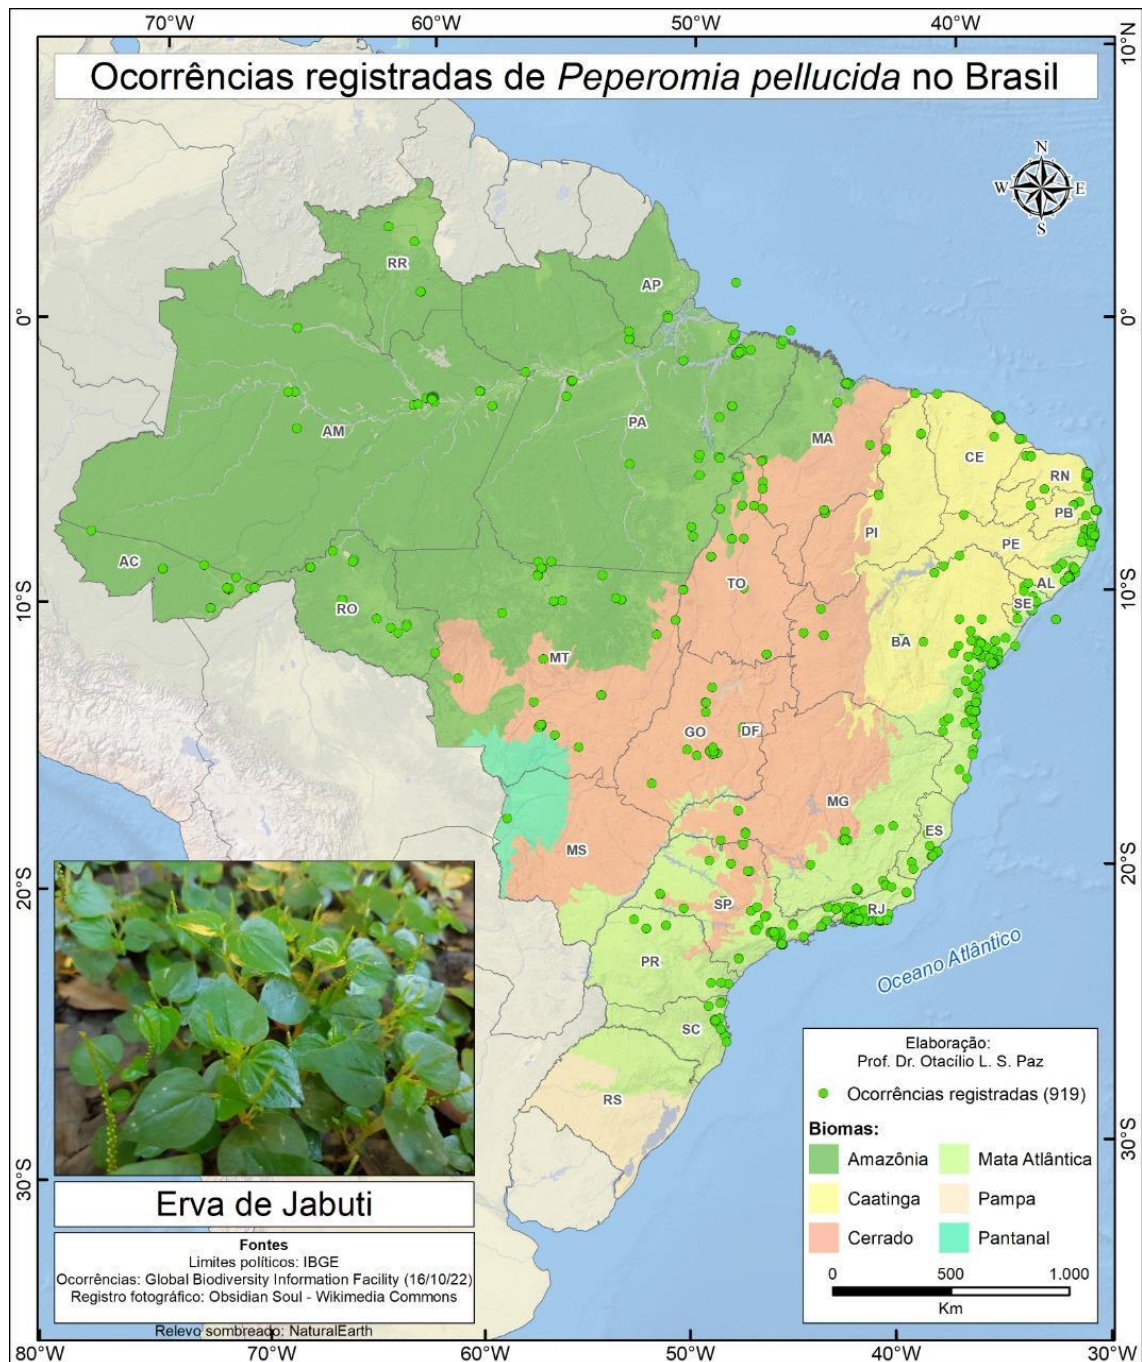 70°W 60°W 50°W 40°W
10°N
Ocorrências registradas de Peperomia pellucida no Brasil
N
W E
S
RR
AP
0° 0°
AM
PA
MA
CE
RN
PB
PI
PE
AC
AL
TO
SE
10°S 10°S
RO
BA
MT
GO
DF
MG
ES
MS
20°S 20°S
SP
RJ
PR
Oceano Atlântico
SC
RS
Elaboração:
Prof. Dr. Otacílio L. S. Paz
Ocorrências registradas (919)
Biomas:
Amazônia Mata Atlântica
Caatinga Pampa
Cerrado Pantanal
0 500 1.000
Km
30°S 30°S
Erva de Jabuti
Fontes
Limites políticos: IBGE
Ocorrências: Global Biodiversity Information Facility (16/10/22)
Registro fotográfico: Obsidian Soul - Wikimedia Commons
Relevo sombreado: NaturalEarth
80°W 70°W 60°W 50°W 40°W 30°W